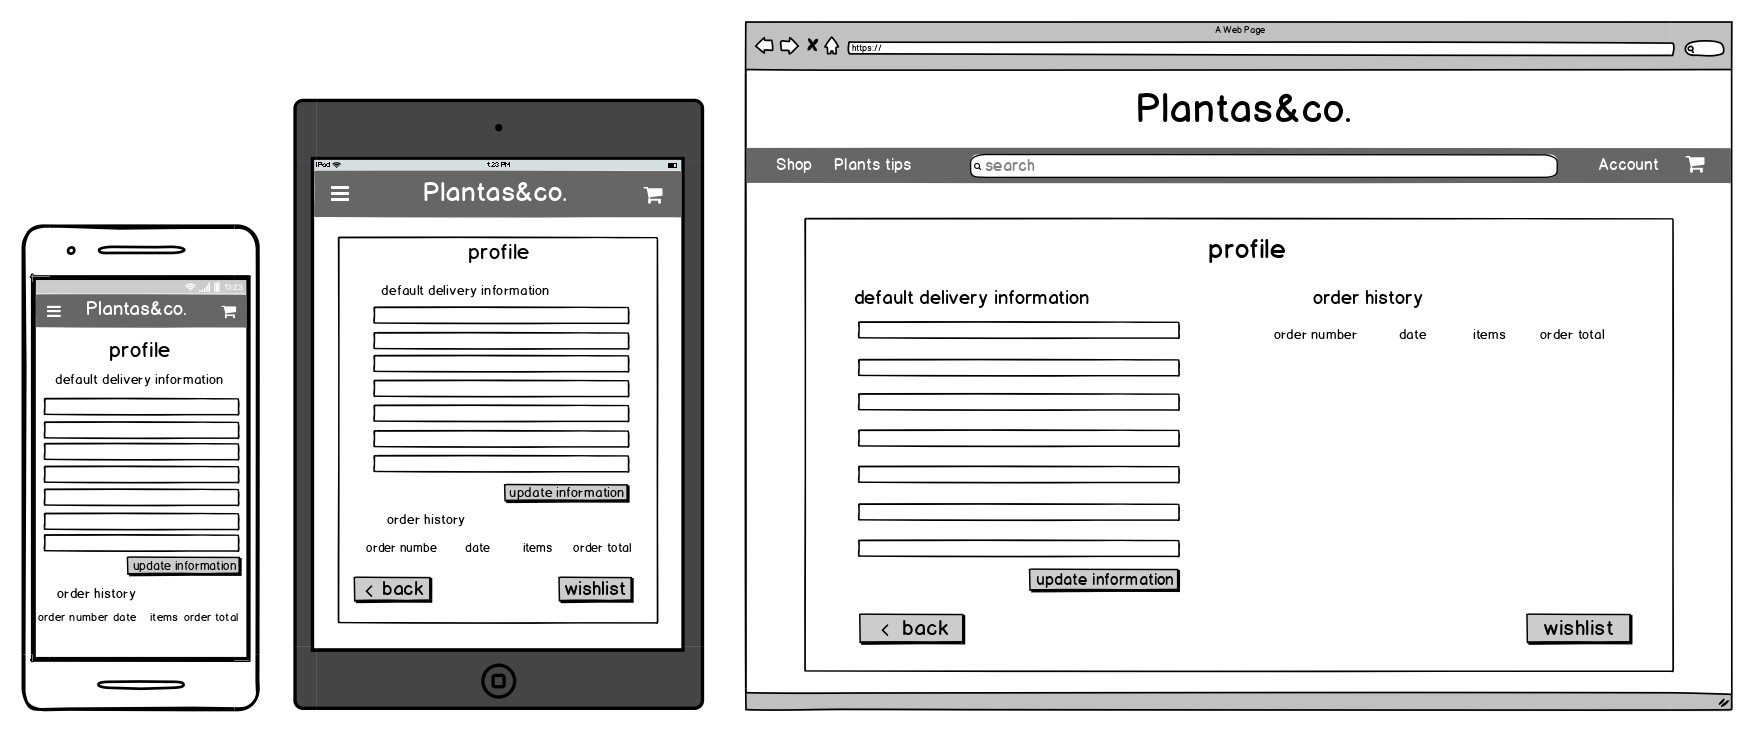 13:23
Plantas&co.
profile
default delivery information
update information
order history
order number date items order total
iPad 1:23 PM
Plantas&co.
profile
default delivery information
update information
order history
order numbe date items order total
< back wishlist
A Web Page
https://
Plantas&co.
Shop Plants tips search Account
profile
default delivery information order history
order number date items order total
update information
< back wishlist